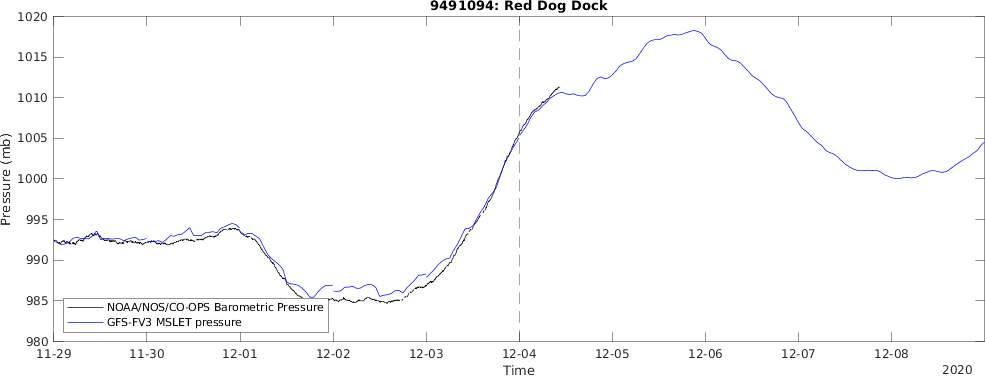 9491094: Red Dog Dock
Pressure (mb)
1020
1015
1010
1005
1000
995
990
985
980
NOAA/NOS/CO-OPS Barometric Pressure
GFS-FV3 MSLET pressure
11-29 11-30 12-01 12-02 12-03 12-04 12-05 12-06 12-07 12-08
Time
2020